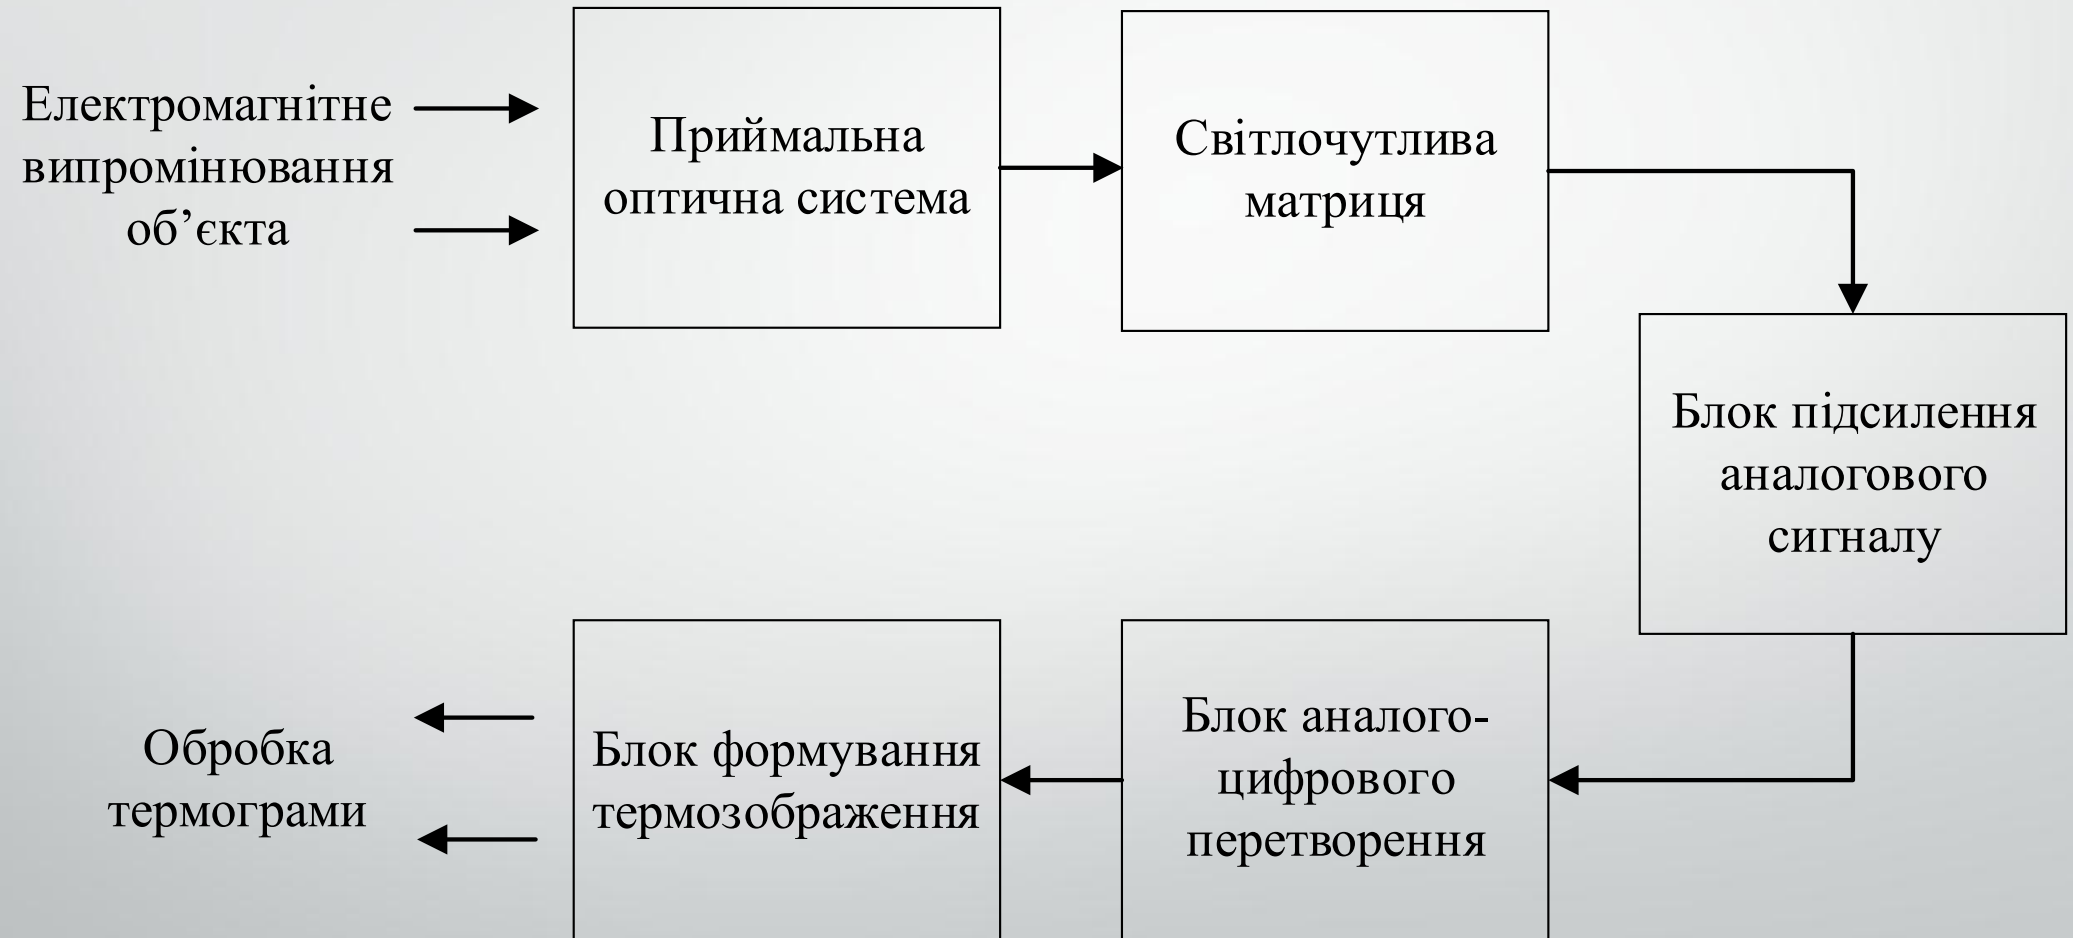 Електромагнітне
випромінювання
об’єкта
Приймальна
оптична система
Світлочутлива
матриця
Блок підсилення
аналогового
сигналу
Блок аналого-
цифрового
перетворення
Блок формування
термозображення
Обробка
термограми